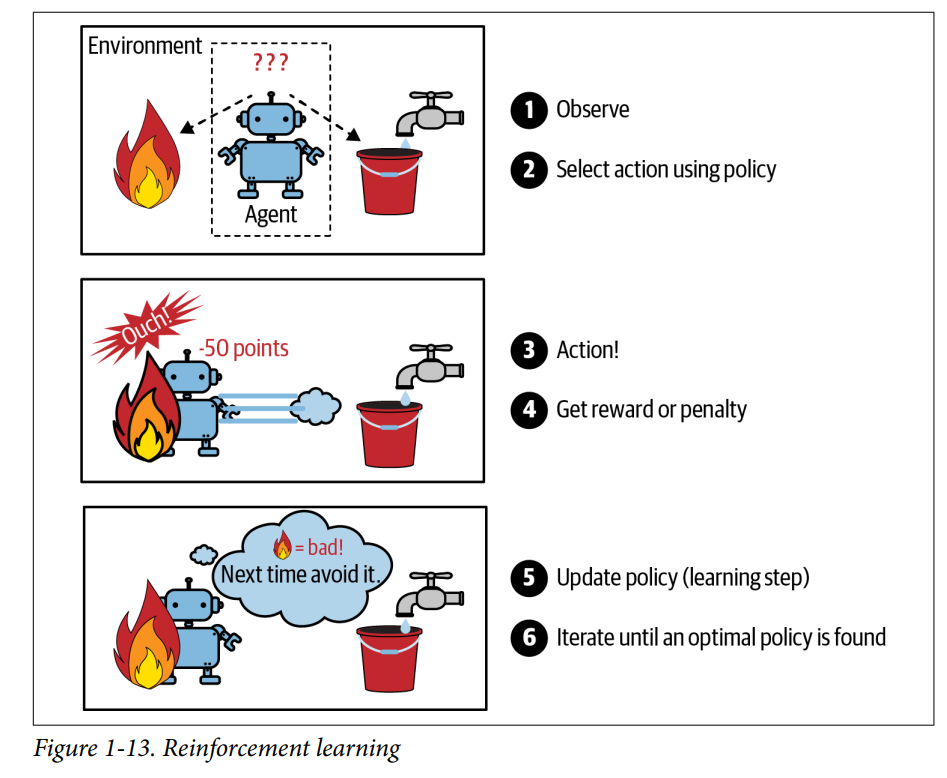 Environment
???
Agent
1 Observe
2 Select action using policy
Ouch!
-50 points
3 Action!
4 Get reward or penalty
= bad!
Next time avoid it.
5 Update policy (learning step)
6 Iterate until an optimal policy is found
Figure 1-13. Reinforcement learning